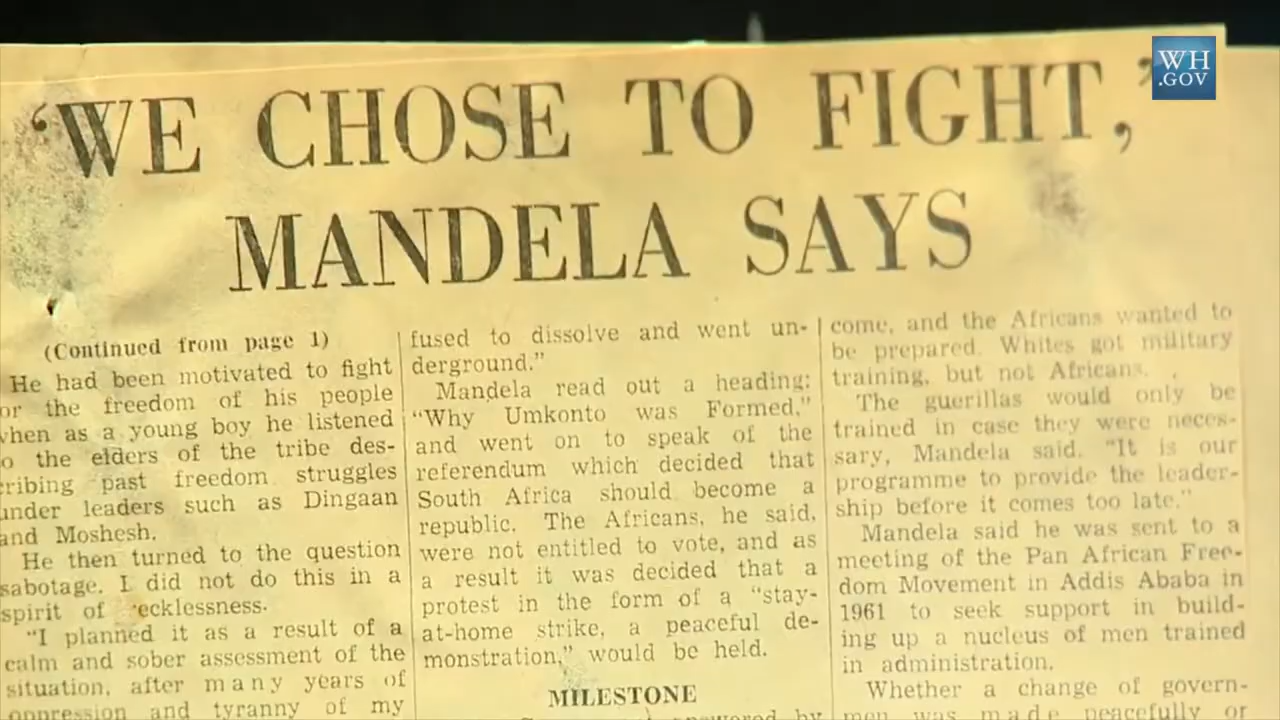 WH
.GOV
‘WE CHOSE TO FIGHT,’
MANDELA SAYS
(Continued from page 1)
He had been motivated to fight
or the freedom of his people
when as a young boy he listened
o the elders of the tribe des-
cribing past freedom struggles
under leaders such as Dingaan
and Moshesh.
He then turned to the question
sabotage. I did not do this in a
spirit of ecklessness.
“I planned it as a result of a
calm and sober assessment of the
situation, after many years of
oppression and tyranny of my
fused to dissolve and went un-
derground.”
Mandela read out a heading:
“Why Umkonto was Formed,”
and went on to speak of the
referendum which decided that
South Africa should become a
republic. The Africans, he said,
were not entitled to vote, and as
a result it was decided that a
protest in the form of a “stay-
at-home strike, a peaceful de-
monstration,” would be held.
MILESTONE
answered by
come, and the Africans wanted to
be prepared. Whites got military
training, but not Africans.
The guerillas would only be
trained in case they were neces-
sary, Mandela said. “It is our
programme to provide the leader-
ship before it comes too late.”
Mandela said he was sent to a
meeting of the Pan African Free-
dom Movement in Addis Ababa in
1961 to seek support in build-
ing up a nucleus of men trained
in administration.
Whether a change of govern-
men was made peacefully or